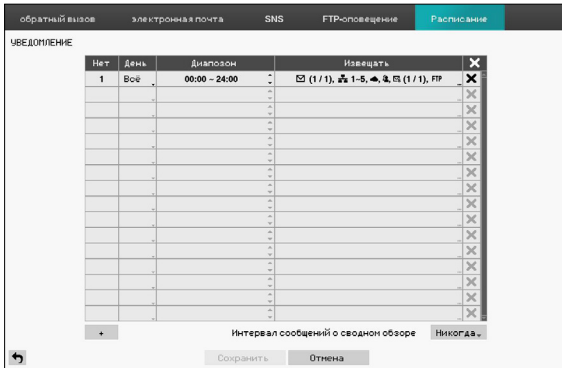 обратный вызов электронная почта SNS FTP-оповещение Расписание
УВЕДОМЛЕНИЕ
Нет День Диапозон Извещать
1 Всё 00:00 – 24:00 (1 / 1), 1~5, (1 / 1), FTP
+ Интервал сообщений о сводном обзоре Никогда
Сохранить Отмена